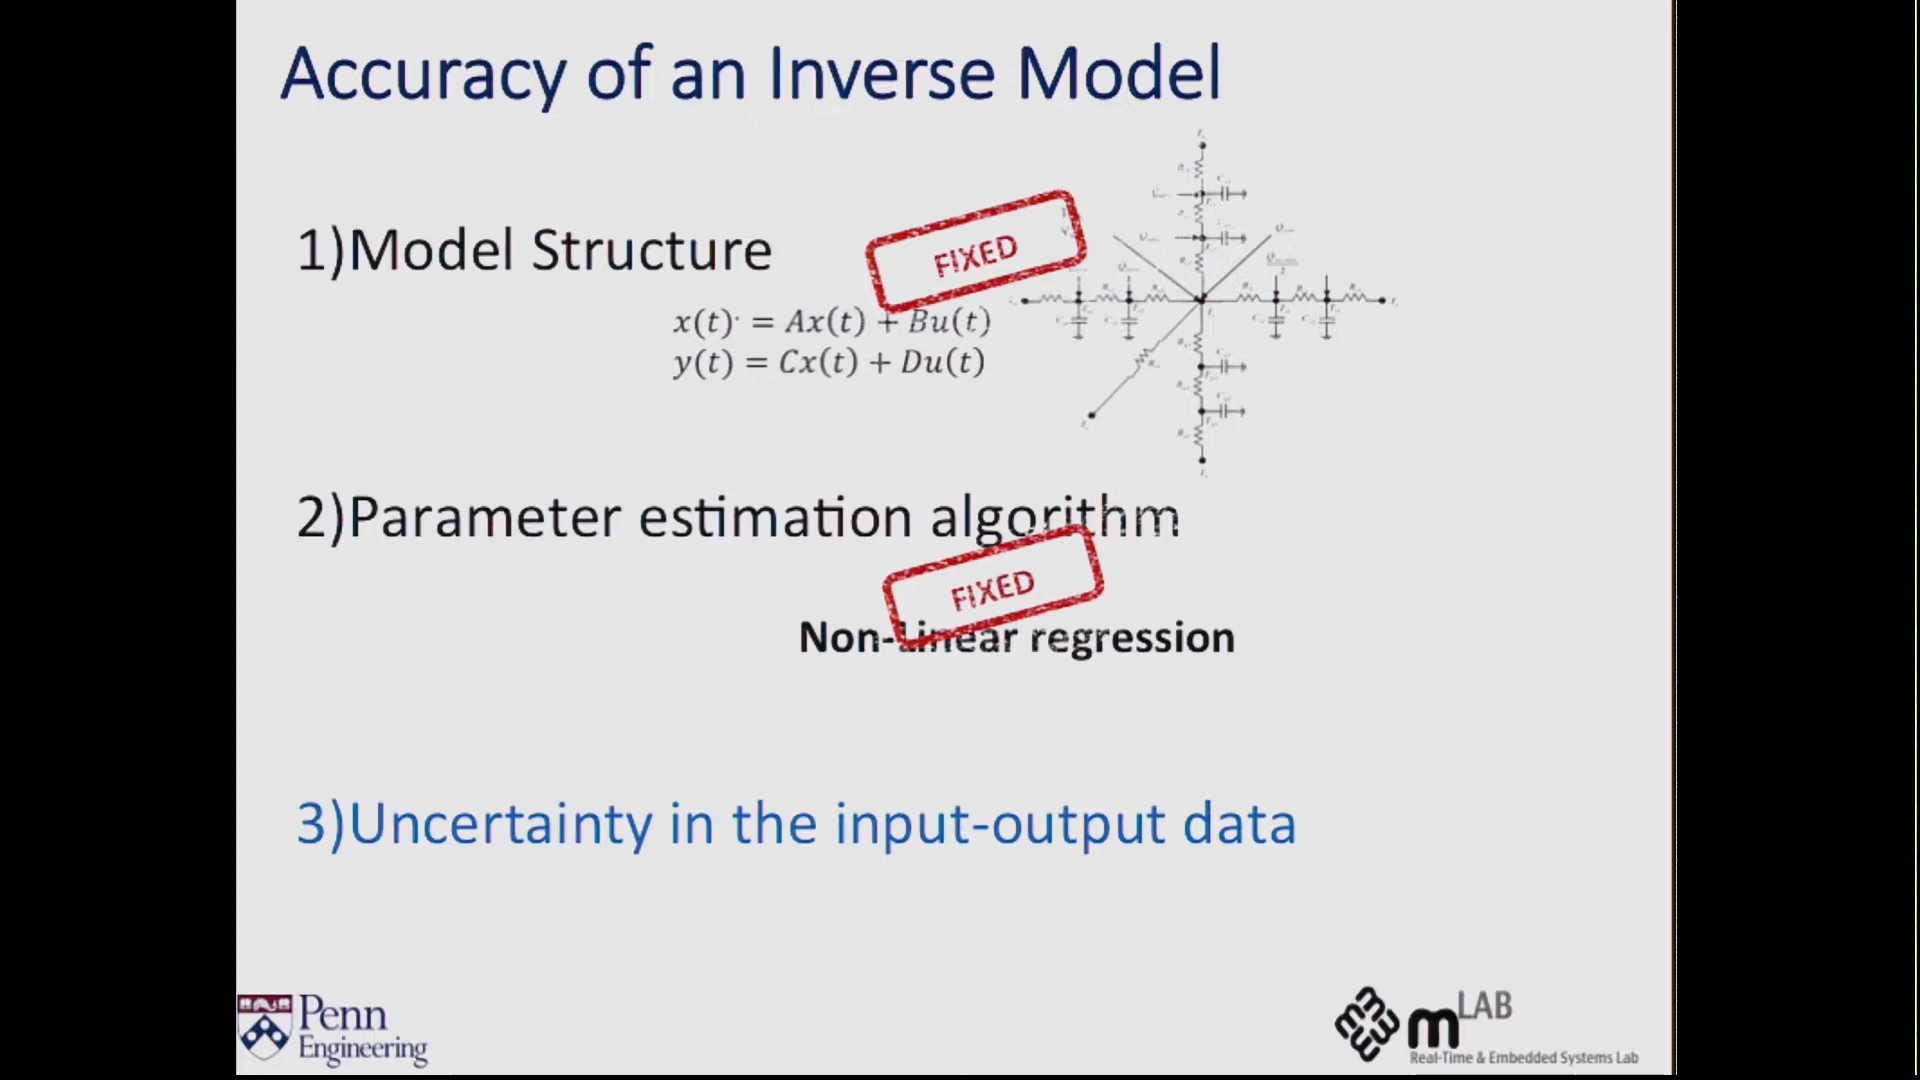 Accuracy of an Inverse Model
1)Model Structure
FIXED
x(t)˙ = Ax(t) + Bu(t)
y(t) = Cx(t) + Du(t)
2)Parameter estimation algorithm
FIXED
Non-Linear regression
3)Uncertainty in the input-output data
Penn
Engineering
mLAB
Real-Time & Embedded Systems Lab